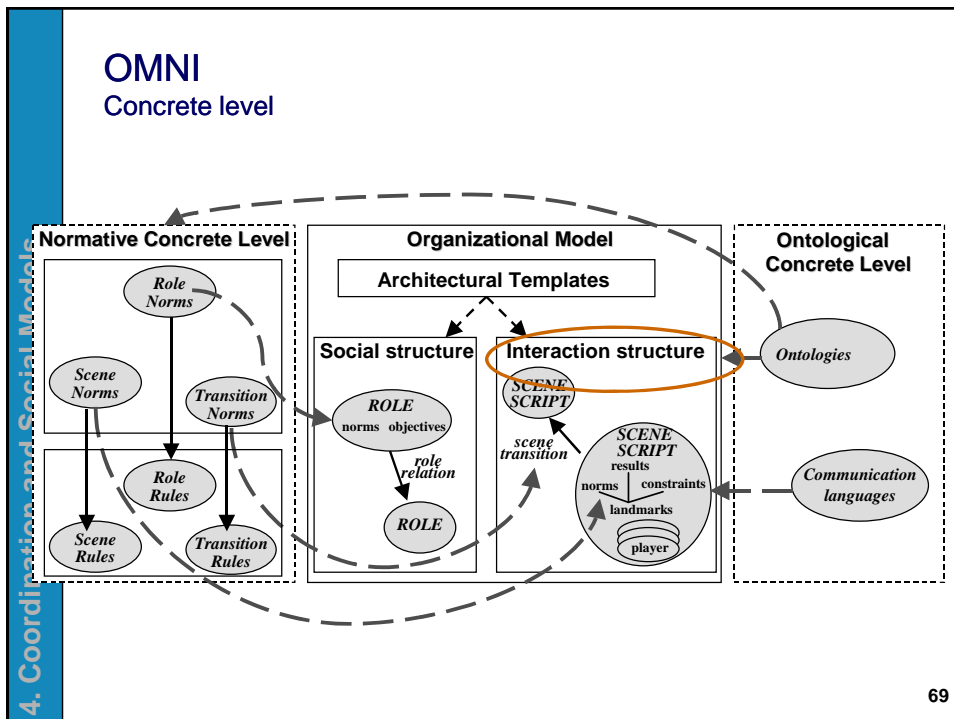 OMNI
Concrete level
4. Coordination and Social Models
Normative Concrete Level
Role
Norms
Scene
Norms
Transition
Norms
Role
Rules
Scene
Rules
Transition
Rules
Organizational Model
Architectural Templates
Social structure
ROLE
norms objectives
role
relation
ROLE
Interaction structure
SCENE
SCRIPT
scene
transition
SCENE
SCRIPT
results
norms constraints
landmarks
player
Ontological
Concrete Level
Ontologies
Communication
languages
69